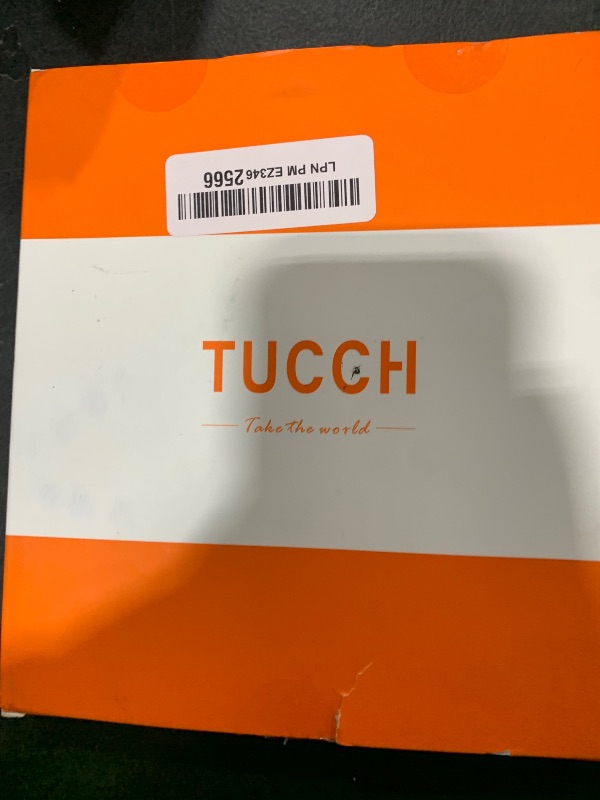 LPN PM EZ3462566
TUCCH
Take the world